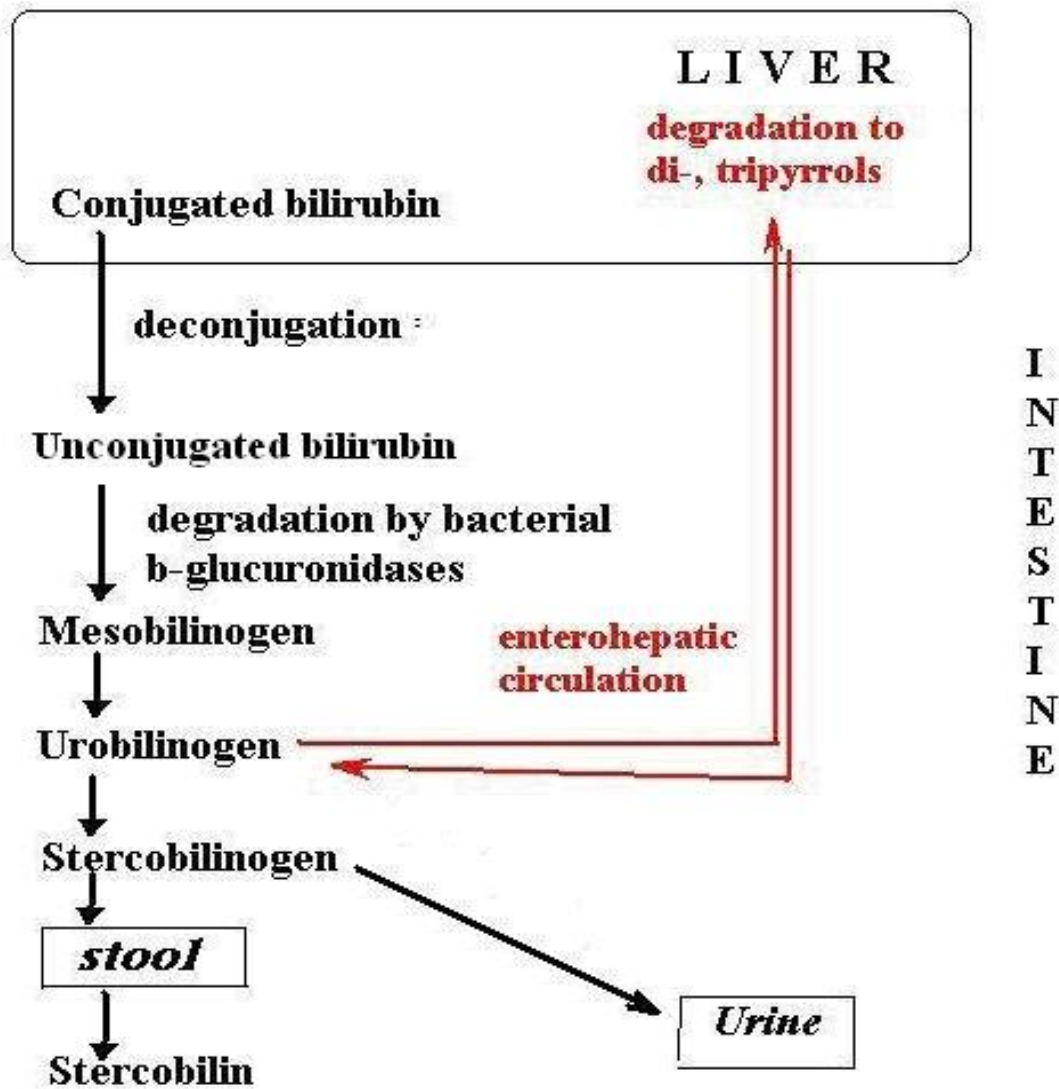 L I V E R
degradation to
di-, tripyrrols
Conjugated bilirubin
deconjugation
Unconjugated bilirubin
degradation by bacterial
b-glucuronidases
Mesobilinogen
enterohepatic
circulation
Urobilinogen
Stercobilinogen
stool
Urine
Stercobilin
I
N
T
E
S
T
I
N
E